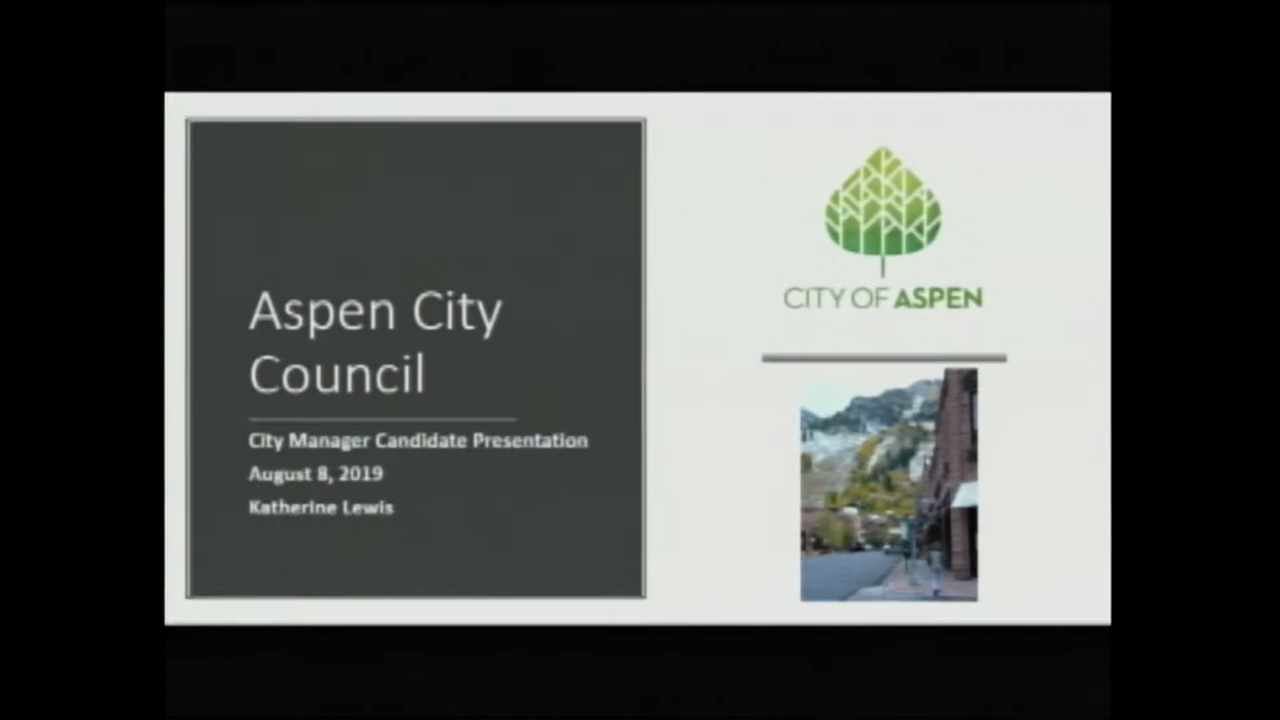 Aspen City
Council
City Manager Candidate Presentation
August 8, 2019
Katherine Lewis
CITY OF ASPEN